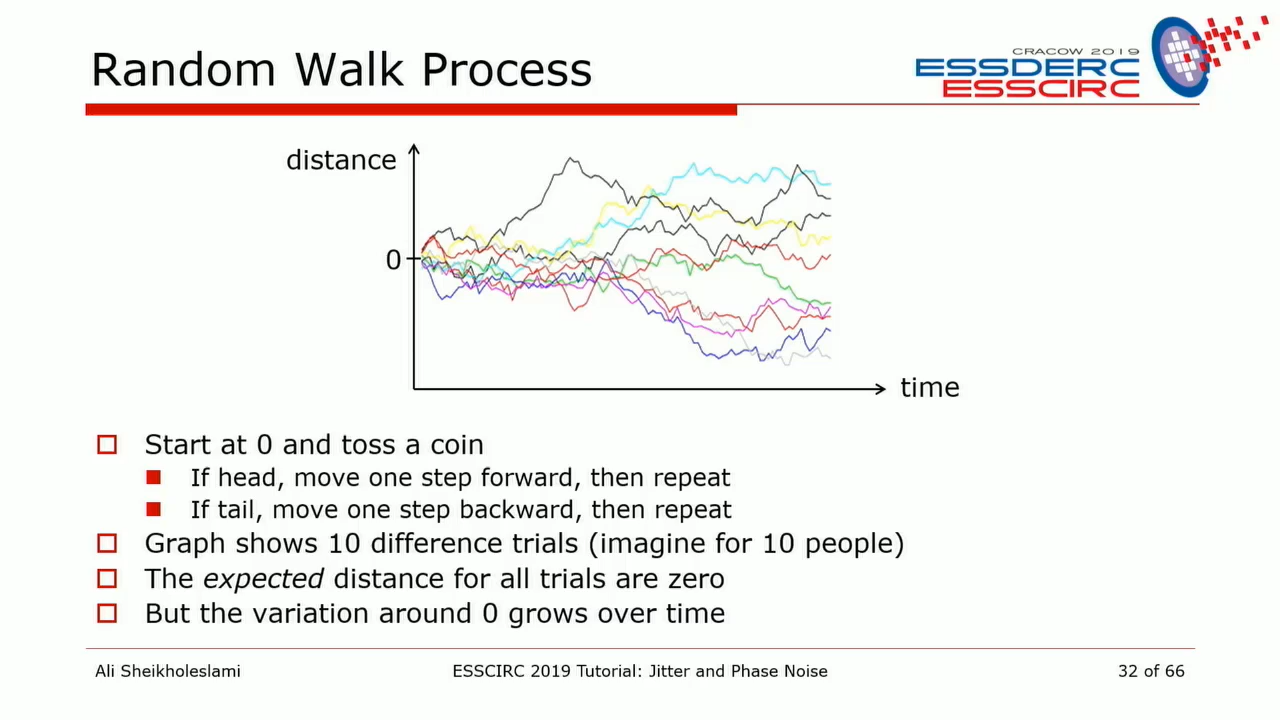 Random Walk Process
CRACOW 2019
ESSDERC
ESSCIRC
distance
0
time
Start at 0 and toss a coin
If head, move one step forward, then repeat
If tail, move one step backward, then repeat
Graph shows 10 difference trials (imagine for 10 people)
The expected distance for all trials are zero
But the variation around 0 grows over time
Ali Sheikholeslami
ESSCIRC 2019 Tutorial: Jitter and Phase Noise
32 of 66